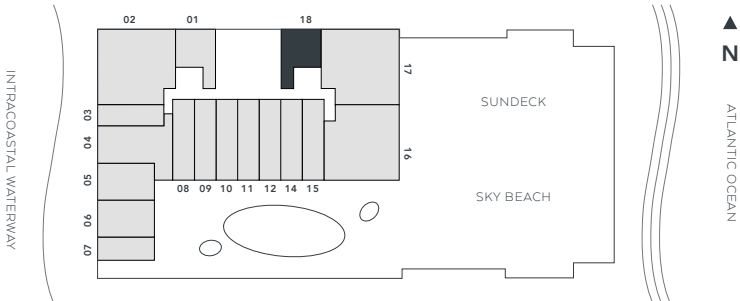 02 01 18
N
17
SUNDECK
03
04
16
05
08 09 10 11 12 14 15
SKY BEACH
06
07
INTRACOASTAL WATERWAY
ATLANTIC OCEAN